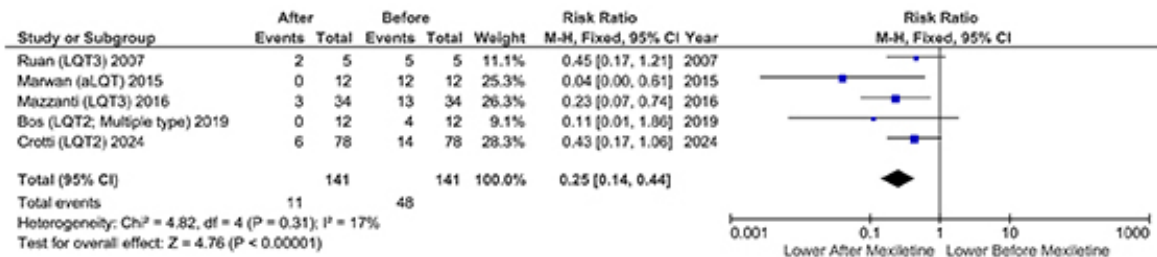 After Before Risk Ratio Risk Ratio
Study or Subgroup Events Total Events Total Weight M-H, Fixed, 95% CI Year M-H, Fixed, 95% CI
Ruan (LQT3) 2007 2 5 5 5 11.1% 0.45 [0.17, 1.21] 2007
Marwan (aLQT) 2015 0 12 12 12 25.3% 0.04 [0.00, 0.61] 2015
Mazzanti (LQT3) 2016 3 34 13 34 26.3% 0.23 [0.07, 0.74] 2016
Bos (LQT2; Multiple type) 2019 0 12 4 12 9.1% 0.11 [0.01, 1.86] 2019
Crotti (LQT2) 2024 6 78 14 78 28.3% 0.43 [0.17, 1.06] 2024
Total (95% CI) 141 141 100.0% 0.25 [0.14, 0.44]
Total events 11 48
Heterogeneity: Chi² = 4.82, df = 4 (P = 0.31); I² = 17%
Test for overall effect: Z = 4.76 (P < 0.00001)
0.001 0.1 1 10 1000
Lower After Mexiletine Lower Before Mexiletine